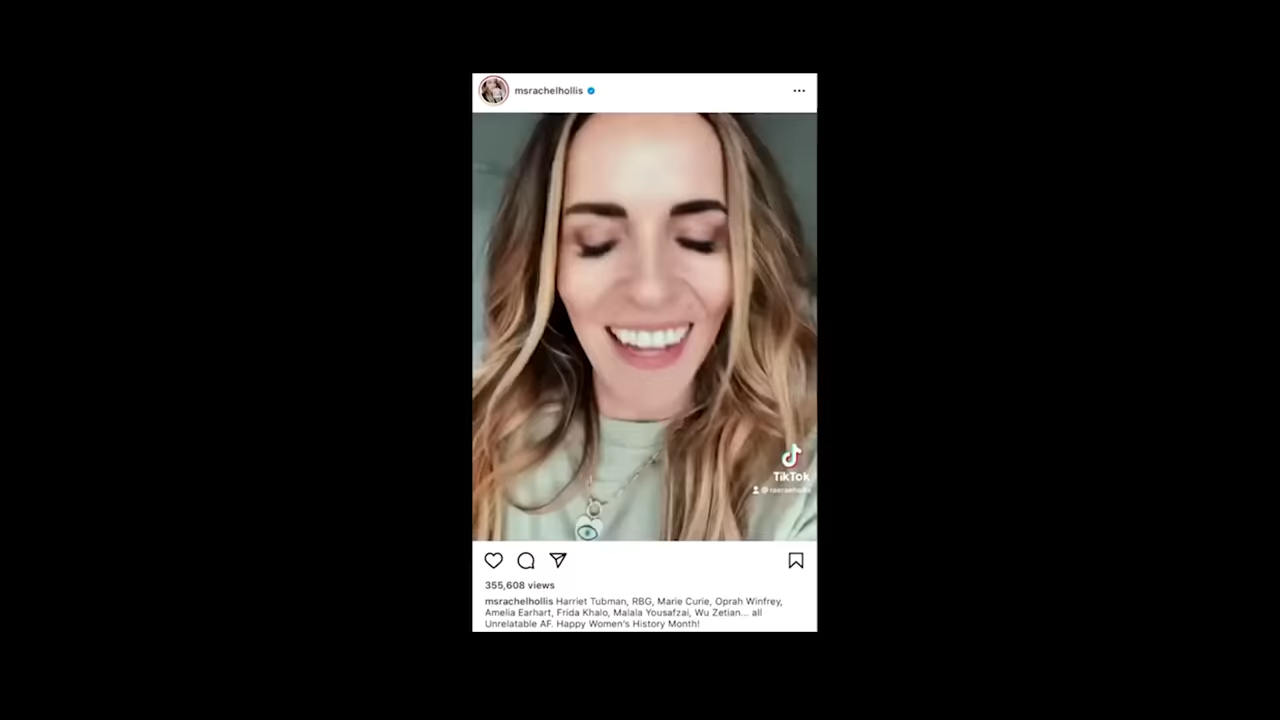 msrachelhollis
TikTok
355,608 views
msrachelhollis Harriet Tubman, RBG, Marie Curie, Oprah Winfrey,
Amelia Earhart, Frida Khalo, Malala Yousafzai, Wu Zetian... all
Unrelatable AF. Happy Women's History Month!